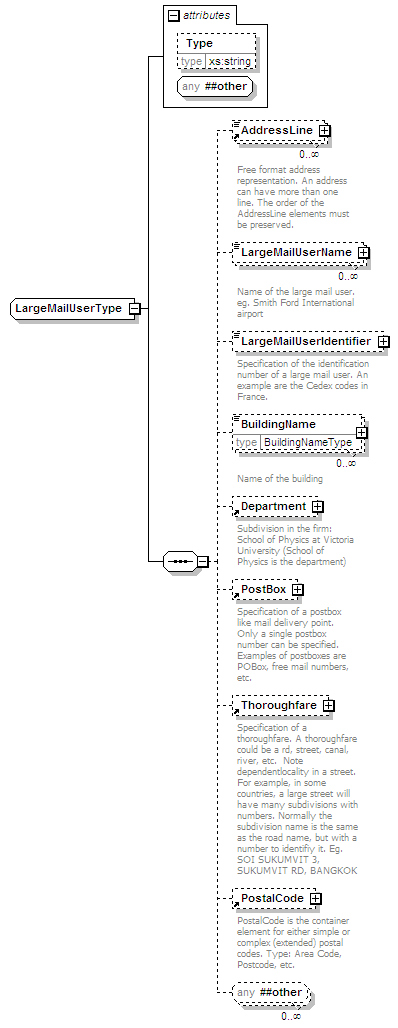 attributes
Type
type xs:string
any ##other
AddressLine
0..∞
Free format address
representation. An address
can have more than one
line. The order of the
AddressLine elements must
be preserved.
LargeMailUserName
0..∞
Name of the large mail user.
eg. Smith Ford International
airport
LargeMailUserType
LargeMailUserIdentifier
Specification of the identification
number of a large mail user. An
example are the Cedex codes in
France.
BuildingName
type BuildingNameType
0..∞
Name of the building
Department
Subdivision in the firm:
School of Physics at Victoria
University (School of
Physics is the department)
PostBox
Specification of a postbox
like mail delivery point.
Only a single postbox
number can be specified.
Examples of postboxes are
POBox, free mail numbers,
etc.
Thoroughfare
Specification of a
thoroughfare. A thoroughfare
could be a rd, street, canal,
river, etc.  Note
dependentlocality in a street.
For example, in some
countries, a large street will
have many subdivisions with
numbers. Normally the
subdivision name is the same
as the road name, but with a
number to identifiy it. Eg.
SOI SUKUMVIT 3,
SUKUMVIT RD, BANGKOK
PostalCode
PostalCode is the container
element for either simple or
complex (extended) postal
codes. Type: Area Code,
Postcode, etc.
any ##other
0..∞